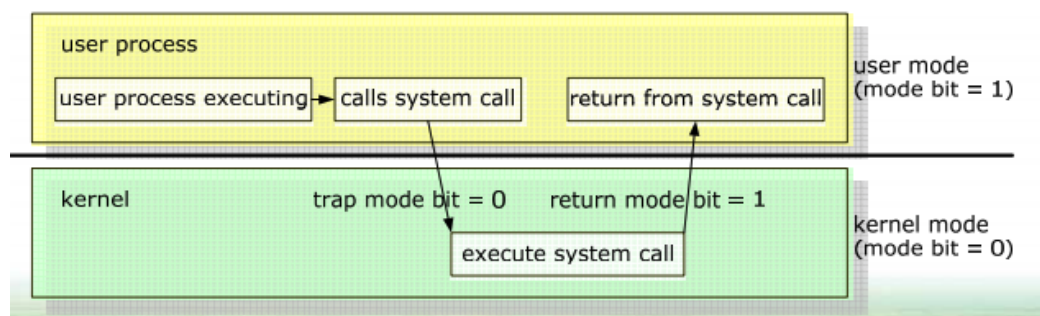 user process
user process executing
calls system call
return from system call
user mode
(mode bit = 1)
kernel
trap mode bit = 0
return mode bit = 1
execute system call
kernel mode
(mode bit = 0)